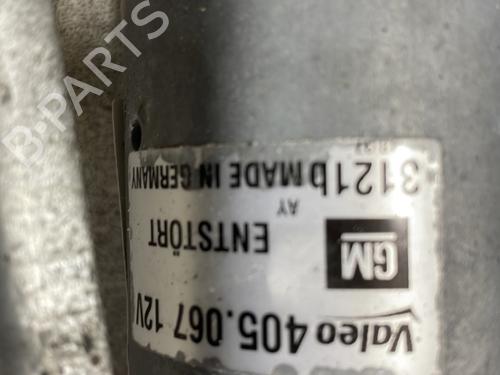 Valeo 405.067 12V
GM
ENTSTÖRT
AY
3121b MADE IN GERMANY
B-PARTS